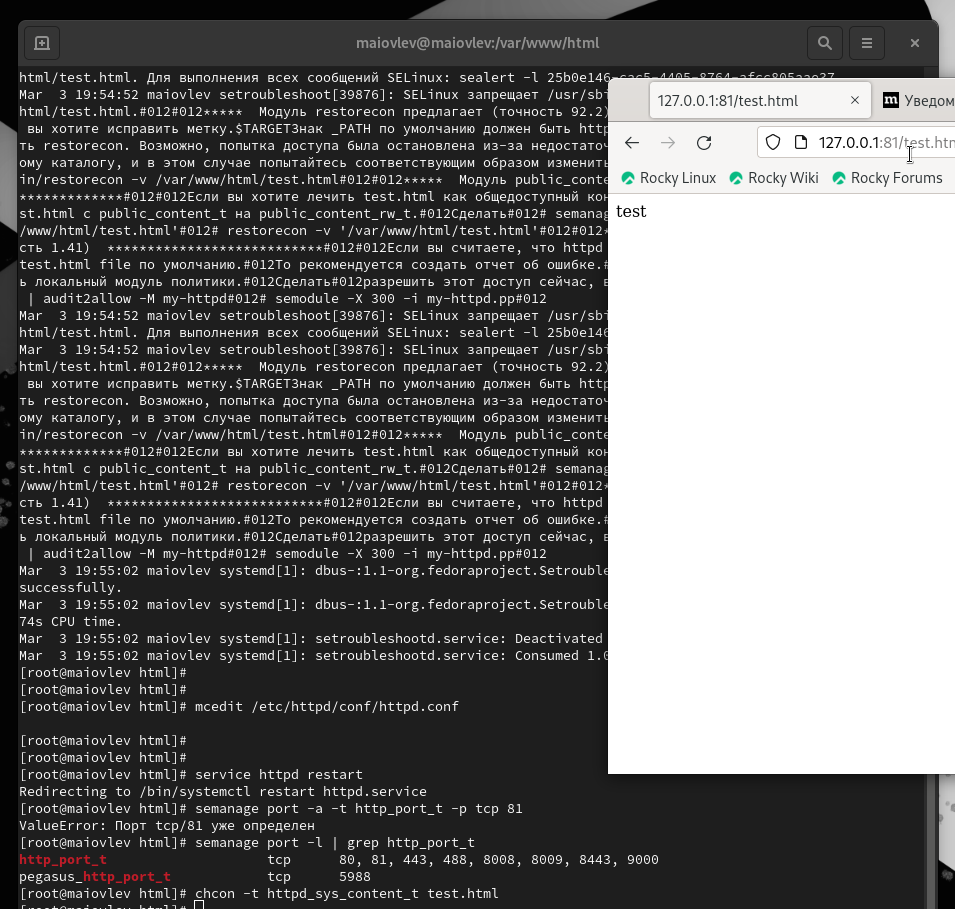 maiovlev@maiovlev:/var/www/html
html/test.html. Для выполнения всех сообщений SELinux: sealert -l 25b0e146-cac5-4405-8764-afcc805aae37
Mar  3 19:54:52 maiovlev setroubleshoot[39876]: SELinux запрещает /usr/sbi
html/test.html.#012#012*****  Модуль restorecon предлагает (точность 92.2)
 вы хотите исправить метку.$TARGETЗнак _PATH по умолчанию должен быть http
ть restorecon. Возможно, попытка доступа была остановлена из-за недостаточ
ому каталогу, и в этом случае попытайтесь соответствующим образом изменить
in/restorecon -v /var/www/html/test.html#012#012*****  Модуль public_conte
*************#012#012Если вы хотите лечить test.html как общедоступный кон
st.html с public_content_t на public_content_rw_t.#012Сделать#012# semanag
/www/html/test.html'#012# restorecon -v '/var/www/html/test.html'#012#012*
сть 1.41)  ***************************#012#012Если вы считаете, что httpd
test.html file по умолчанию.#012То рекомендуется создать отчет об ошибке.#
ь локальный модуль политики.#012Сделать#012разрешить этот доступ сейчас, в
 | audit2allow -M my-httpd#012# semodule -X 300 -i my-httpd.pp#012
Mar  3 19:54:52 maiovlev setroubleshoot[39876]: SELinux запрещает /usr/sbi
html/test.html. Для выполнения всех сообщений SELinux: sealert -l 25b0e146
Mar  3 19:54:52 maiovlev setroubleshoot[39876]: SELinux запрещает /usr/sbi
html/test.html.#012#012*****  Модуль restorecon предлагает (точность 92.2)
 вы хотите исправить метку.$TARGETЗнак _PATH по умолчанию должен быть http
ть restorecon. Возможно, попытка доступа была остановлена из-за недостаточ
ому каталогу, и в этом случае попытайтесь соответствующим образом изменить
in/restorecon -v /var/www/html/test.html#012#012*****  Модуль public_conte
*************#012#012Если вы хотите лечить test.html как общедоступный кон
st.html с public_content_t на public_content_rw_t.#012Сделать#012# semanag
/www/html/test.html'#012# restorecon -v '/var/www/html/test.html'#012#012*
сть 1.41)  ***************************#012#012Если вы считаете, что httpd
test.html file по умолчанию.#012То рекомендуется создать отчет об ошибке.#
ь локальный модуль политики.#012Сделать#012разрешить этот доступ сейчас, в
 | audit2allow -M my-httpd#012# semodule -X 300 -i my-httpd.pp#012
Mar  3 19:55:02 maiovlev systemd[1]: dbus-:1.1-org.fedoraproject.Setrouble
successfully.
Mar  3 19:55:02 maiovlev systemd[1]: dbus-:1.1-org.fedoraproject.Setrouble
74s CPU time.
Mar  3 19:55:02 maiovlev systemd[1]: setroubleshootd.service: Deactivated
Mar  3 19:55:02 maiovlev systemd[1]: setroubleshootd.service: Consumed 1.0
[root@maiovlev html]#
[root@maiovlev html]#
[root@maiovlev html]# mcedit /etc/httpd/conf/httpd.conf
[root@maiovlev html]#
[root@maiovlev html]#
[root@maiovlev html]# service httpd restart
Redirecting to /bin/systemctl restart httpd.service
[root@maiovlev html]# semanage port -a -t http_port_t -p tcp 81
ValueError: Порт tcp/81 уже определен
[root@maiovlev html]# semanage port -l | grep http_port_t
http_port_t                    tcp      80, 81, 443, 488, 8008, 8009, 8443, 9000
pegasus_http_port_t            tcp      5988
[root@maiovlev html]# chcon -t httpd_sys_content_t test.html
127.0.0.1:81/test.html
m Уведом
127.0.0.1:81/test.htm
Rocky Linux Rocky Wiki Rocky Forums
test